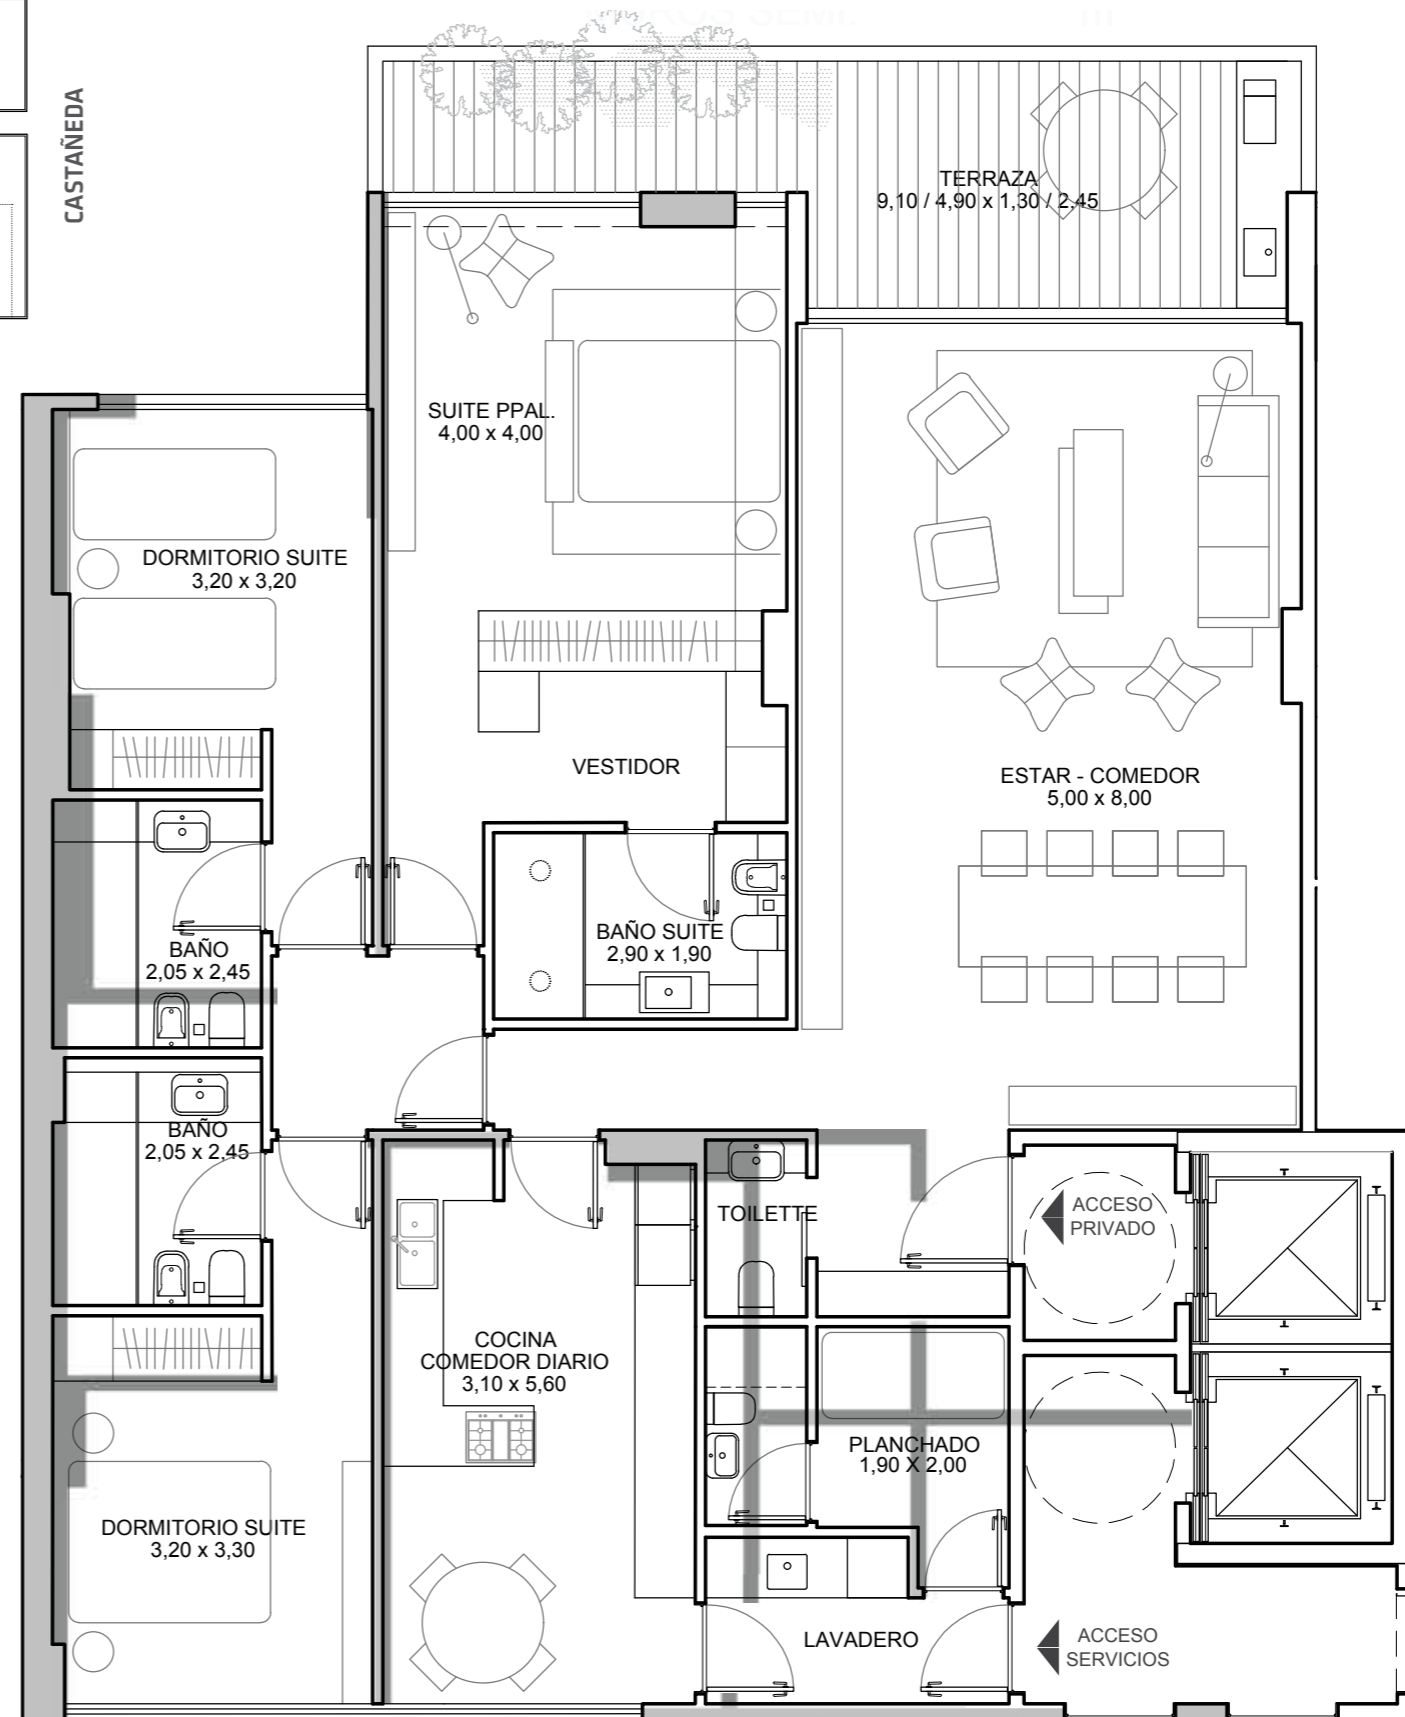 CASTAÑEDA
TERRAZA
9,10 / 4,90 x 1,30 / 2,45
SUITE PPAL.
4,00 x 4,00
DORMITORIO SUITE
3,20 x 3,20
VESTIDOR
ESTAR - COMEDOR
5,00 x 8,00
BAÑO SUITE
2,90 x 1,90
BAÑO
2,05 x 2,45
BAÑO
2,05 x 2,45
TOILETTE
ACCESO
PRIVADO
COCINA
COMEDOR DIARIO
3,10 x 5,60
PLANCHADO
1,90 X 2,00
DORMITORIO SUITE
3,20 x 3,30
LAVADERO
ACCESO
SERVICIOS